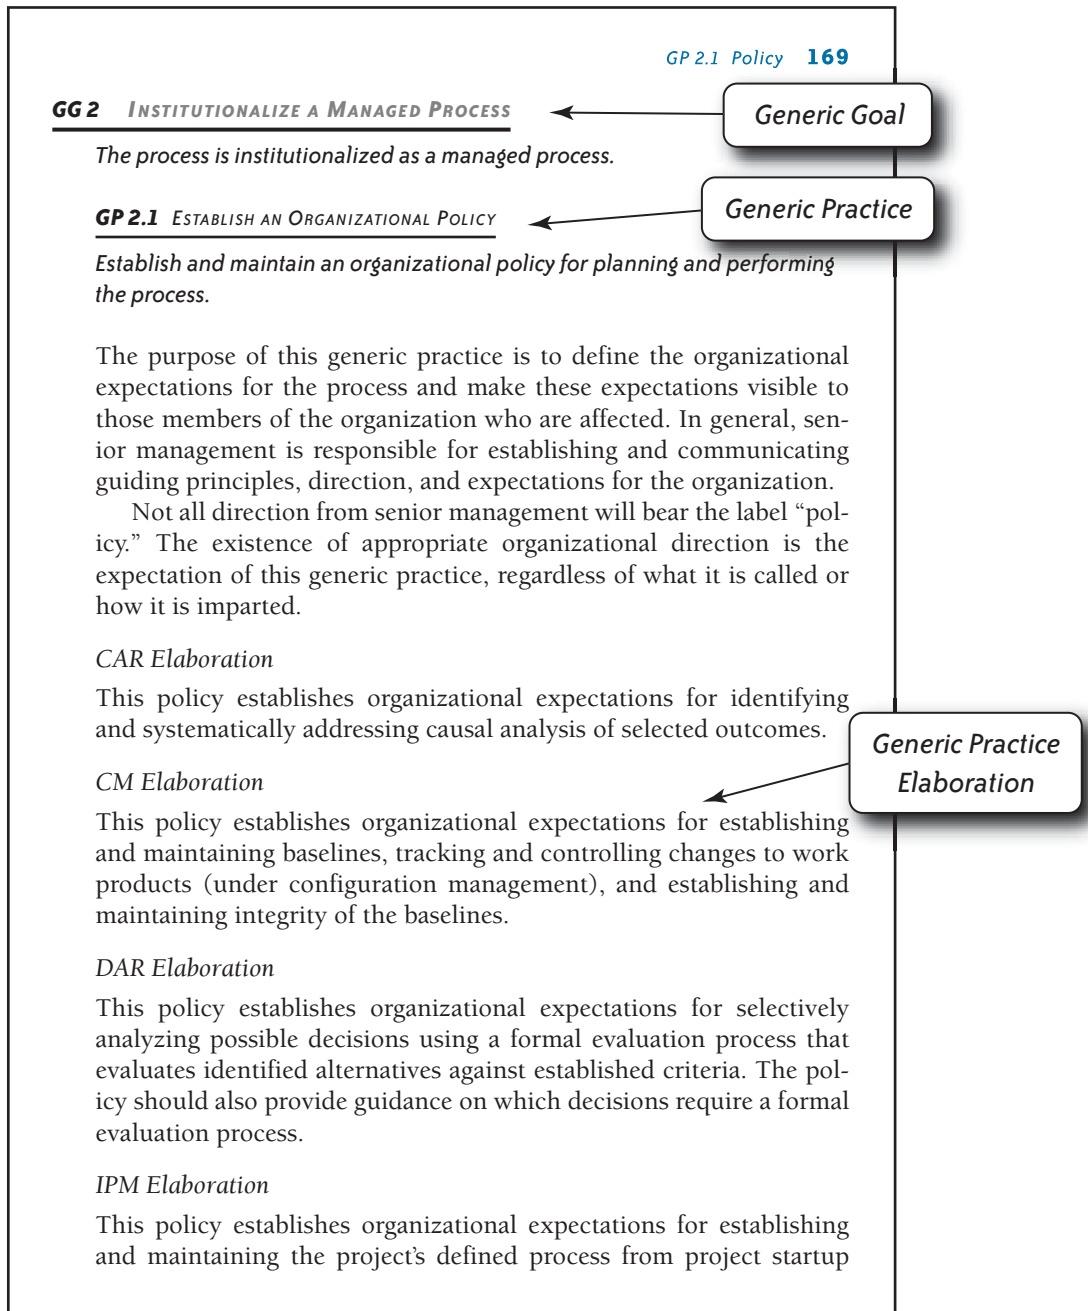 GP 2.1 Policy 169
GG 2 INSTITUTIONALIZE A MANAGED PROCESS
Generic Goal
The process is institutionalized as a managed process.
GP 2.1 ESTABLISH AN ORGANIZATIONAL POLICY
Generic Practice
Establish and maintain an organizational policy for planning and performing
the process.
The purpose of this generic practice is to define the organizational
expectations for the process and make these expectations visible to
those members of the organization who are affected. In general, sen-
ior management is responsible for establishing and communicating
guiding principles, direction, and expectations for the organization.
Not all direction from senior management will bear the label “pol-
icy.” The existence of appropriate organizational direction is the
expectation of this generic practice, regardless of what it is called or
how it is imparted.
CAR Elaboration
This policy establishes organizational expectations for identifying
and systematically addressing causal analysis of selected outcomes.
Generic Practice
Elaboration
CM Elaboration
This policy establishes organizational expectations for establishing
and maintaining baselines, tracking and controlling changes to work
products (under configuration management), and establishing and
maintaining integrity of the baselines.
DAR Elaboration
This policy establishes organizational expectations for selectively
analyzing possible decisions using a formal evaluation process that
evaluates identified alternatives against established criteria. The pol-
icy should also provide guidance on which decisions require a formal
evaluation process.
IPM Elaboration
This policy establishes organizational expectations for establishing
and maintaining the project’s defined process from project startup